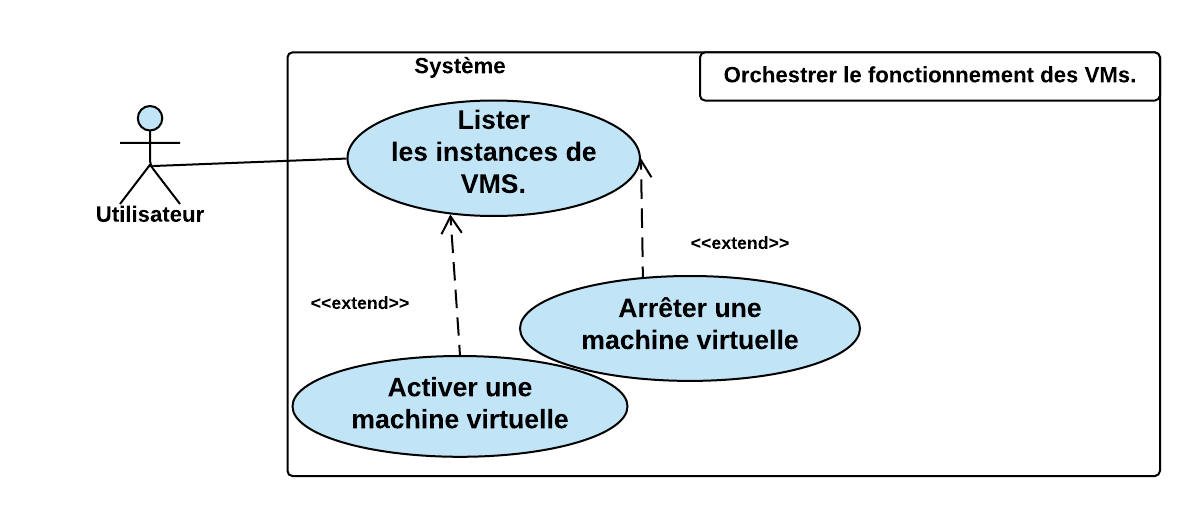 Système
Orchestrer le fonctionnement des VMs.
Lister
les instances de
VMS.
Utilisateur
<<extend>>
<<extend>>
Arrêter une
machine virtuelle
Activer une
machine virtuelle